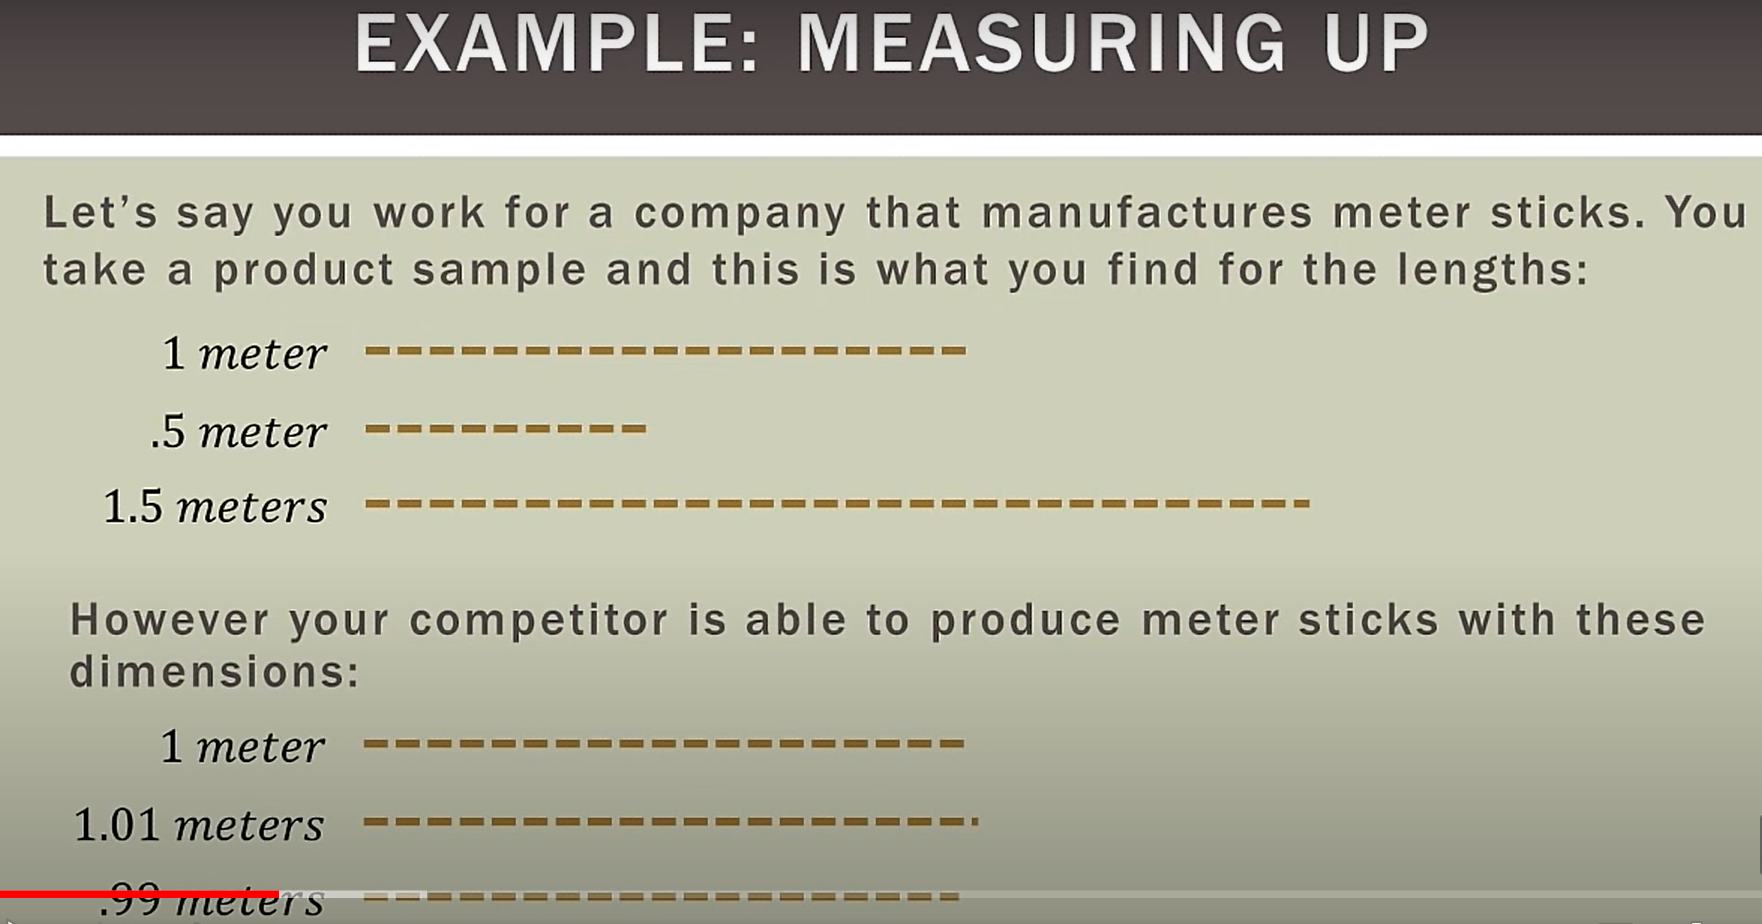 EXAMPLE: MEASURING UP
Let's say you work for a company that manufactures meter sticks. You
take a product sample and this is what you find for the lengths:
1 meter
.5 meter
1.5 meters
However your competitor is able to produce meter sticks with these
dimensions:
1 meter
1.01 meters
.99 meters